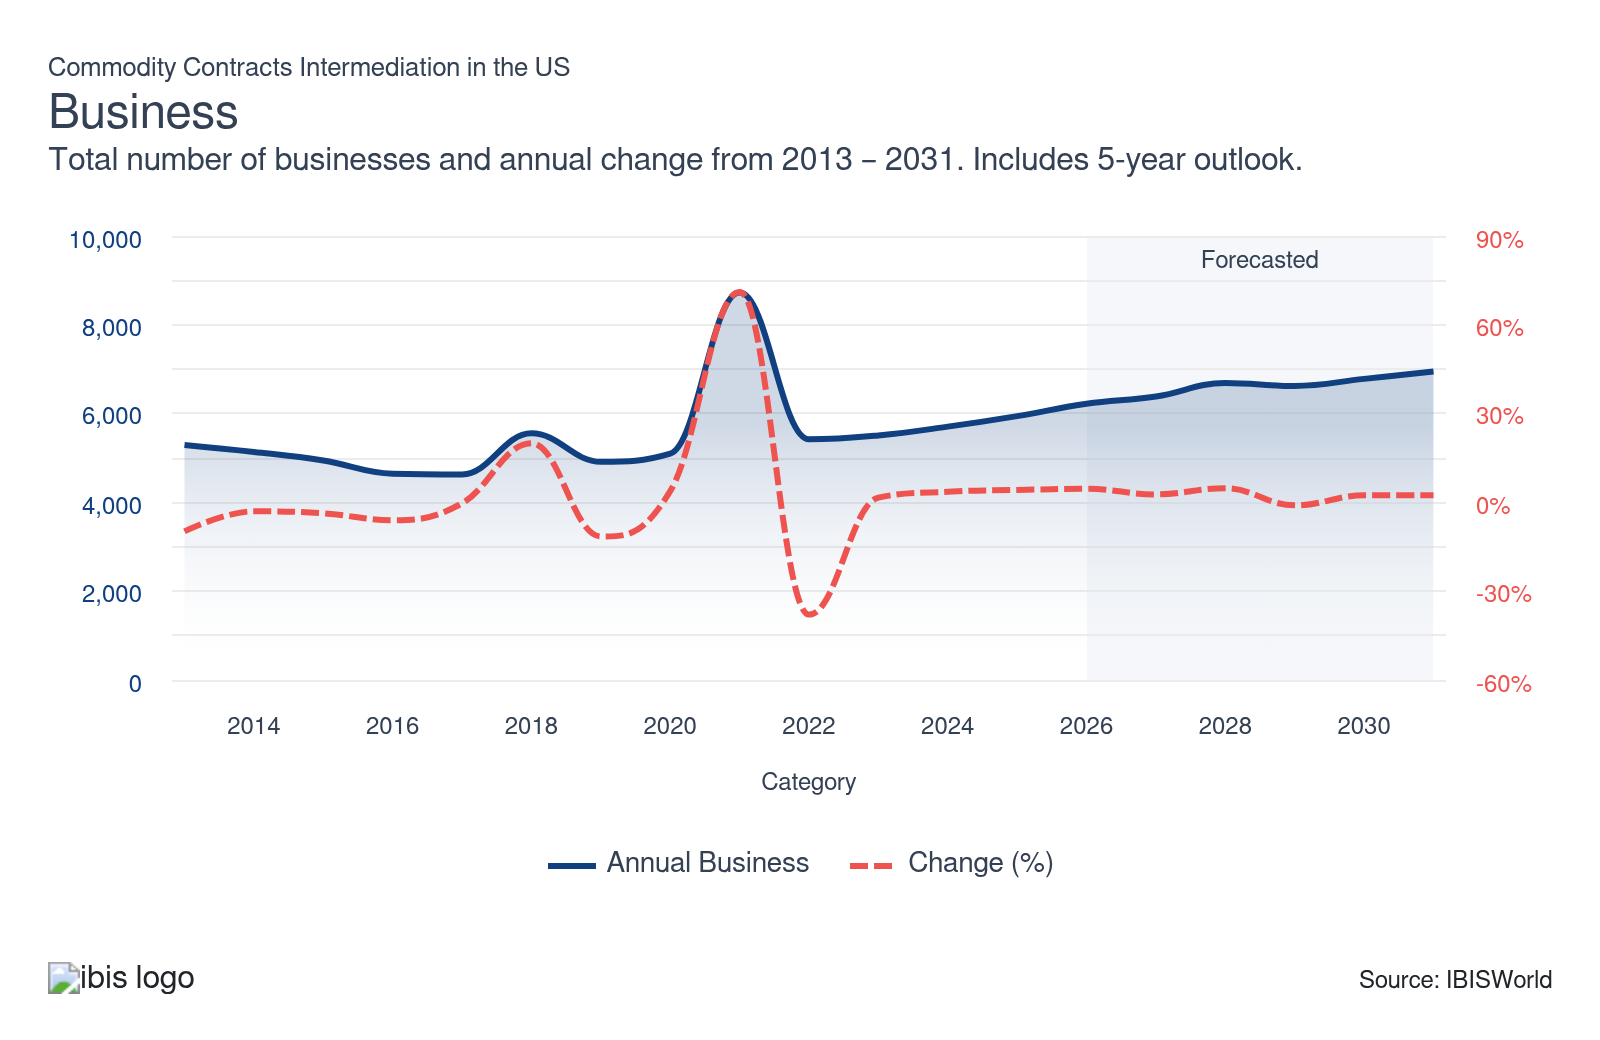 Commodity Contracts Intermediation in the US
Business
Total number of businesses and annual change from 2013 – 2031. Includes 5-year outlook.
10,000
90%
Forecasted
8,000
60%
6,000
30%
4,000
0%
2,000
-30%
0
-60%
2014 2016 2018 2020 2022 2024 2026 2028 2030
Category
Annual Business Change (%)
ibis logo
Source: IBISWorld